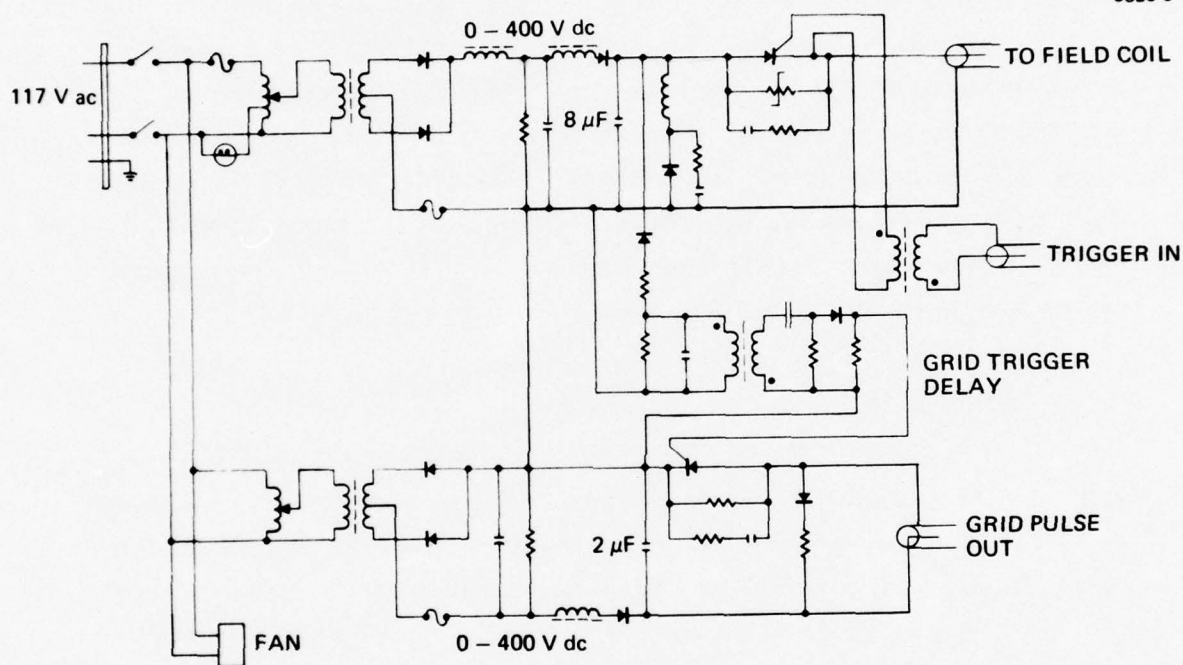 0 – 400 V dc
TO FIELD COIL
117 V ac
8 µF
TRIGGER IN
GRID TRIGGER
DELAY
GRID PULSE
OUT
2 µF
FAN
0 – 400 V dc